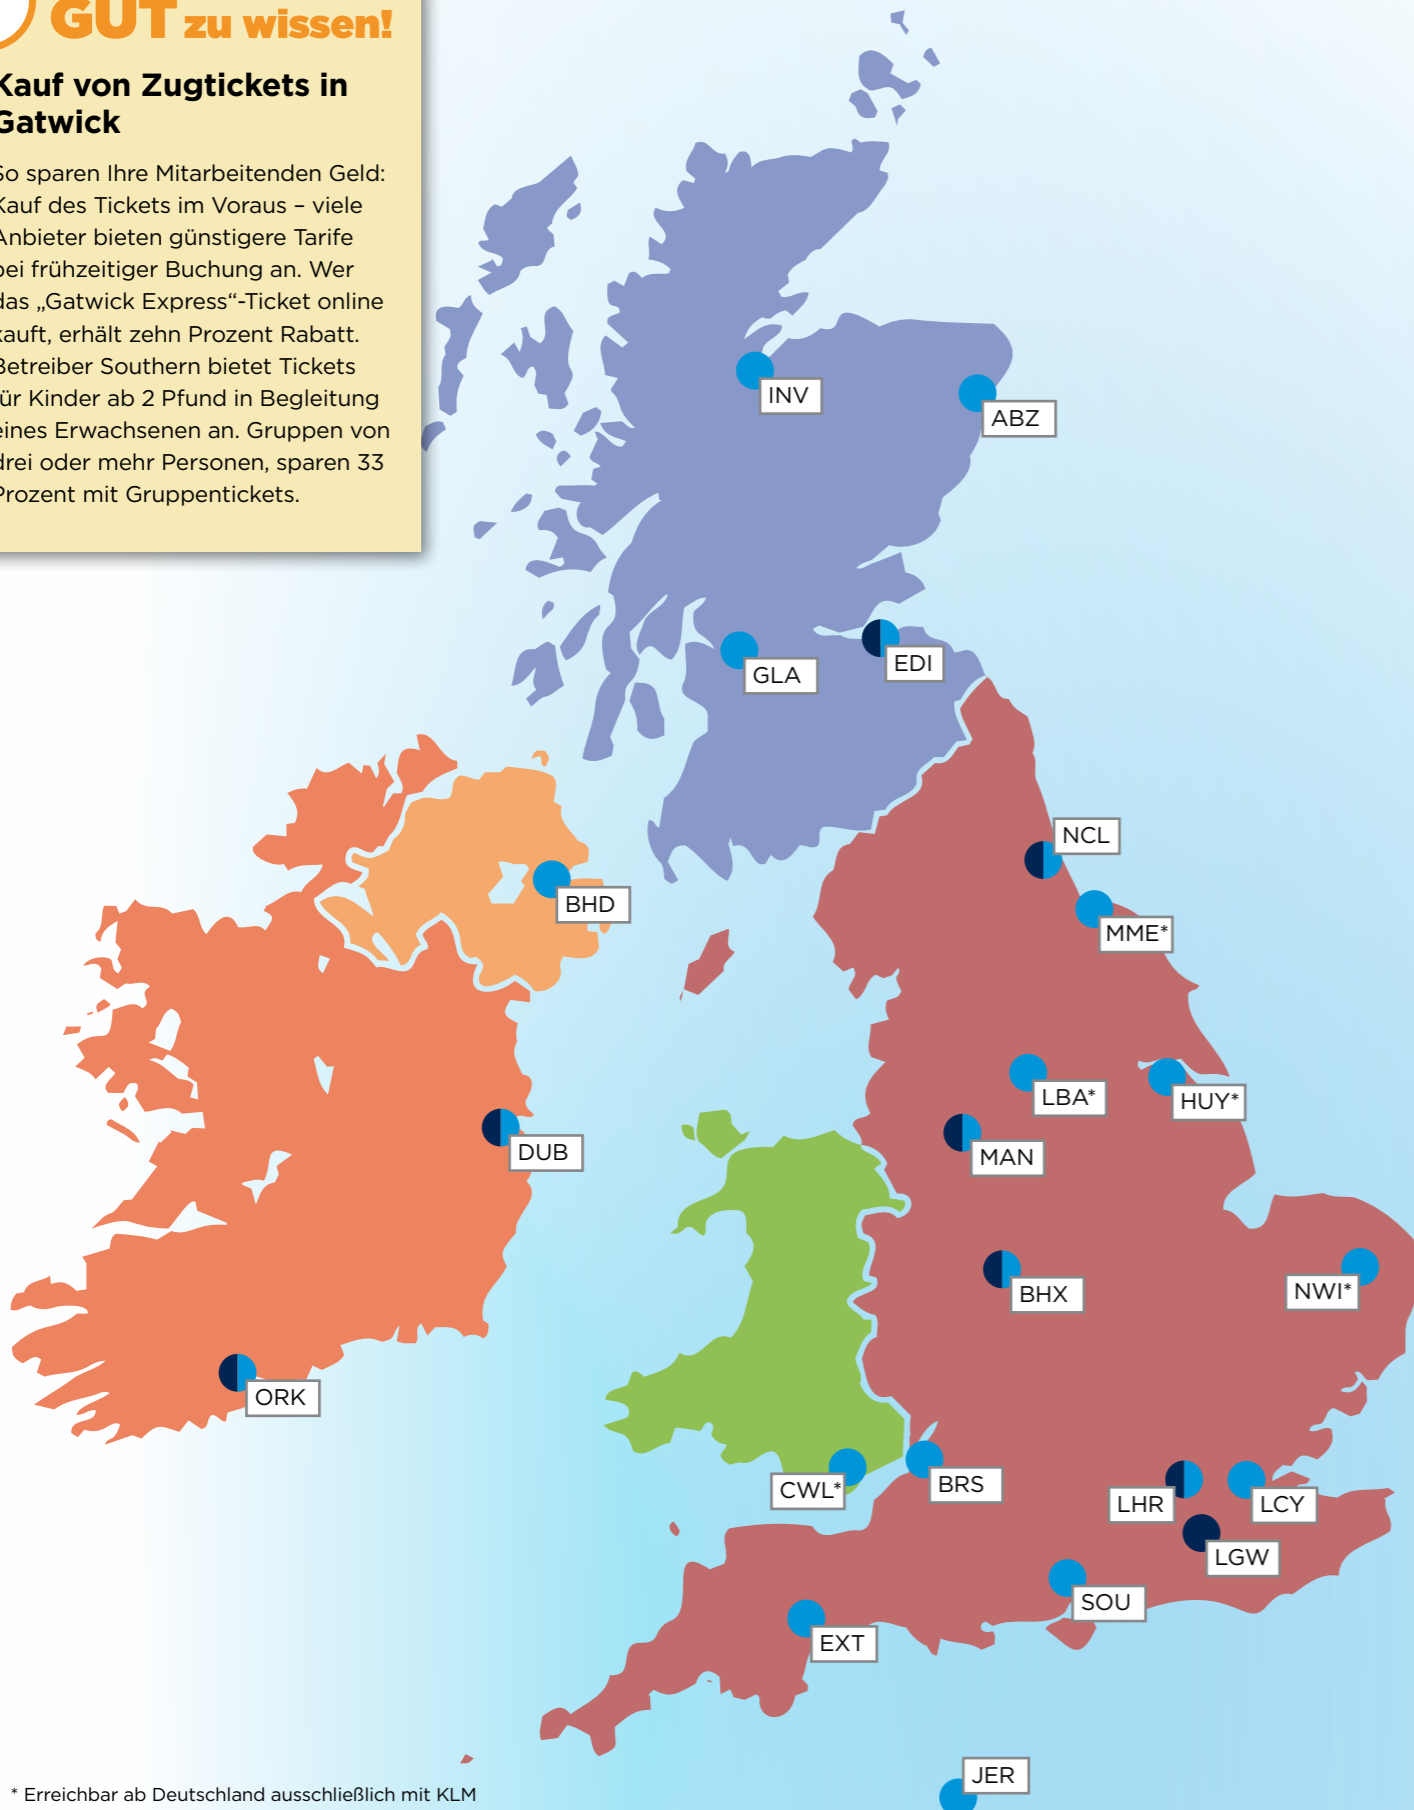 GUT zu wissen!
Kauf von Zugtickets in
Gatwick
So sparen Ihre Mitarbeitenden Geld:
Kauf des Tickets im Voraus – viele
Anbieter bieten günstigere Tarife
bei frühzeitiger Buchung an. Wer
das „Gatwick Express“-Ticket online
kauft, erhält zehn Prozent Rabatt.
Betreiber Southern bietet Tickets
für Kinder ab 2 Pfund in Begleitung
eines Erwachsenen an. Gruppen von
drei oder mehr Personen, sparen 33
Prozent mit Gruppentickets.
INV
ABZ
EDI
GLA
NCL
BHD
MME*
LBA*
HUY*
DUB
MAN
NWI*
BHX
ORK
CWL*
BRS
LHR
LCY
LGW
SOU
EXT
JER
* Erreichbar ab Deutschland ausschließlich mit KLM